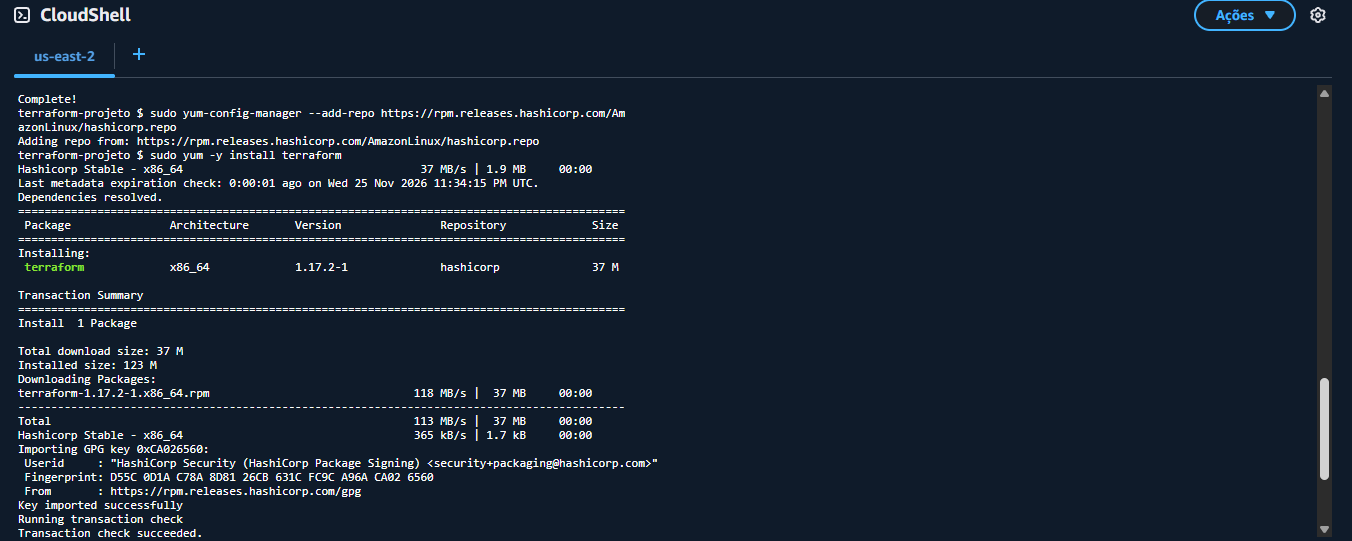 CloudShell
Ações
us-east-2
Complete!
terraform-projeto $ sudo yum-config-manager --add-repo https://rpm.releases.hashicorp.com/Am
azonLinux/hashicorp.repo
Adding repo from: https://rpm.releases.hashicorp.com/AmazonLinux/hashicorp.repo
terraform-projeto $ sudo yum -y install terraform
Hashicorp Stable - x86_64 37 MB/s | 1.9 MB 00:00
Last metadata expiration check: 0:00:01 ago on Wed 25 Nov 2026 11:34:15 PM UTC.
Dependencies resolved.
=============================================================================================
Package Architecture Version Repository Size
=============================================================================================
Installing:
terraform x86_64 1.17.2-1 hashicorp 37 M
Transaction Summary
=============================================================================================
Install 1 Package
Total download size: 37 M
Installed size: 123 M
Downloading Packages:
terraform-1.17.2-1.x86_64.rpm 118 MB/s | 37 MB 00:00
---------------------------------------------------------------------------------------------
Total 113 MB/s | 37 MB 00:00
Hashicorp Stable - x86_64 365 kB/s | 1.7 kB 00:00
Importing GPG key 0xCA026560:
Userid : "HashiCorp Security (HashiCorp Package Signing) <security+packaging@hashicorp.com>"
Fingerprint: D55C 0D1A C78A 8D81 26CB 631C FC9C A96A CA02 6560
From : https://rpm.releases.hashicorp.com/gpg
Key imported successfully
Running transaction check
Transaction check succeeded.